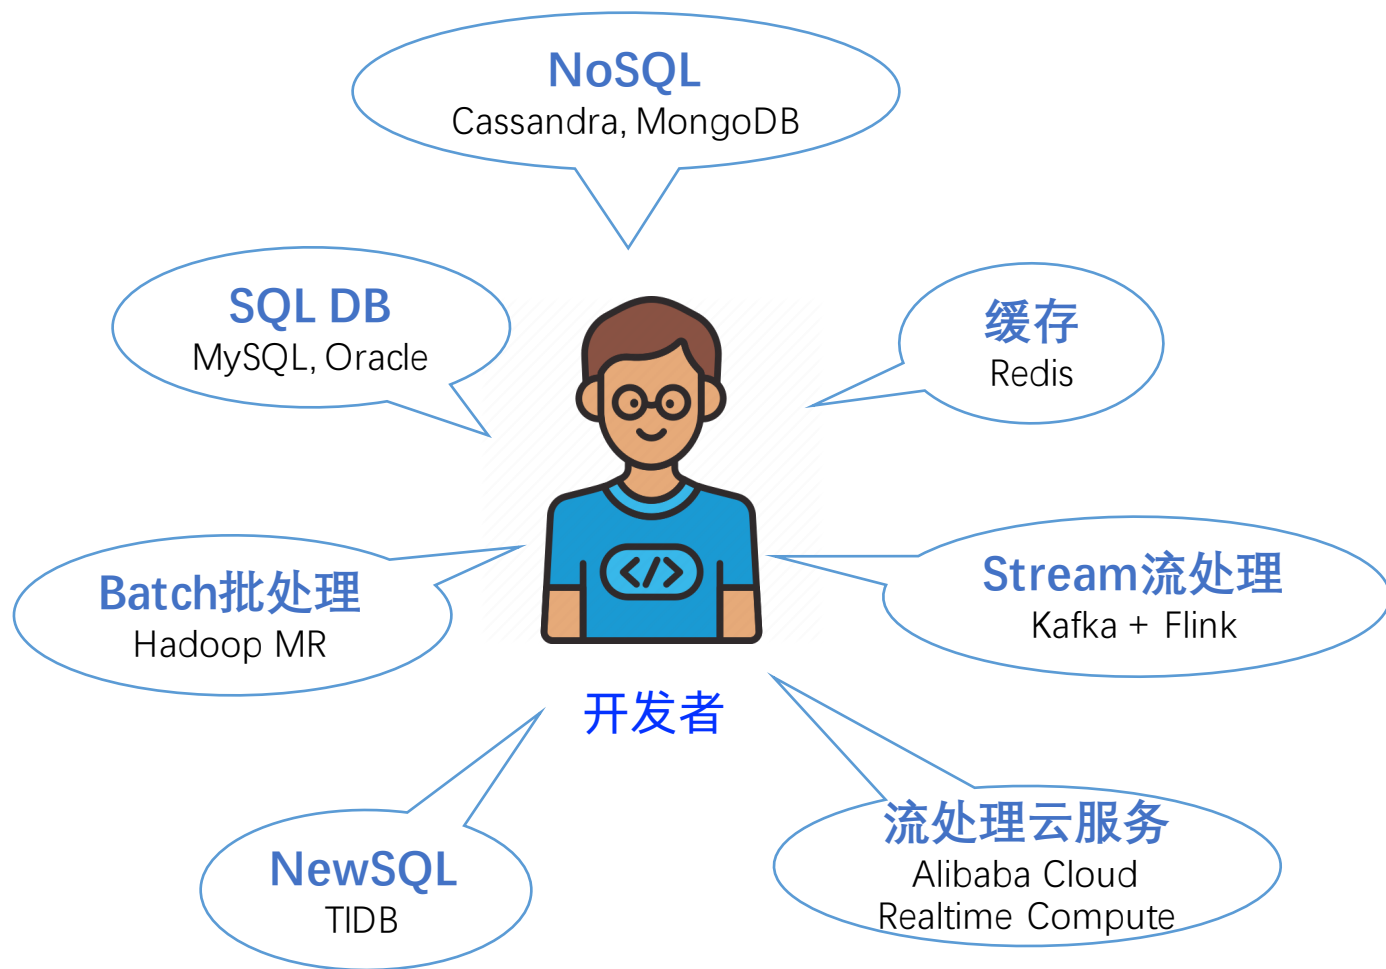 NoSQL
Cassandra, MongoDB
SQL DB
MySQL, Oracle
缓存
Redis
</>
Batch批处理
Hadoop MR
Stream流处理
Kafka + Flink
开发者
NewSQL
TIDB
流处理云服务
Alibaba Cloud
Realtime Compute